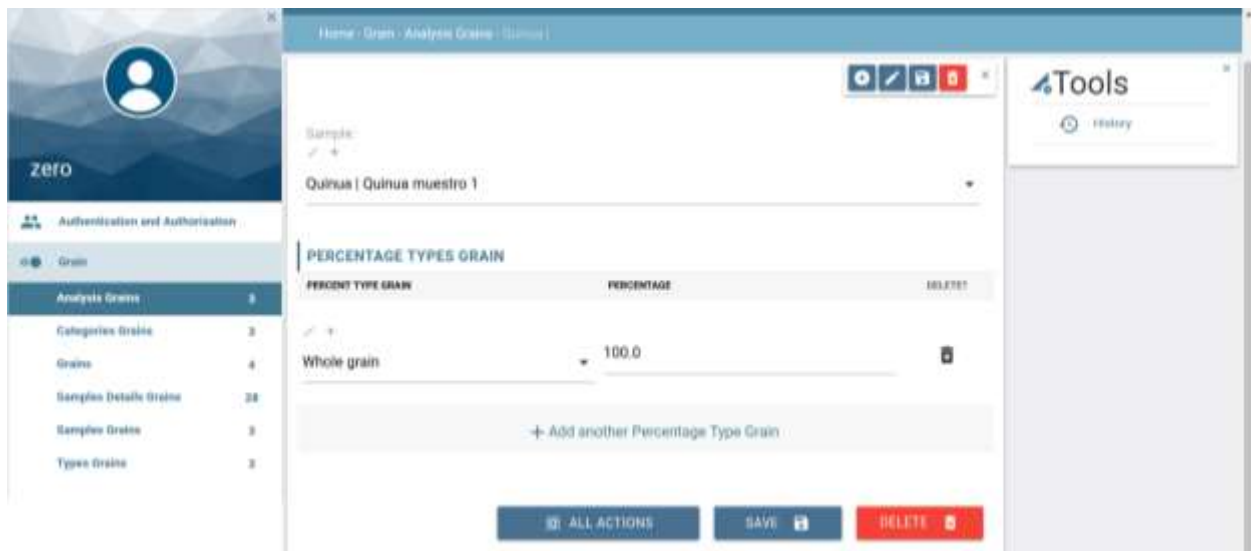 Home · Grain · Analysis Grains · Quinua |
Tools
History
zero
Sample:
Quinua | Quinua muestro 1
Authentication and Authorization
Grain
Analysis Grains 3
Categories Grains 3
Grains 4
Samples Details Grains 28
Samples Grains 3
Types Grains 3
PERCENTAGE TYPES GRAIN
PERCENT TYPE GRAIN PERCENTAGE DELETE?
Whole grain 100.0
+ Add another Percentage Type Grain
ALL ACTIONS SAVE DELETE